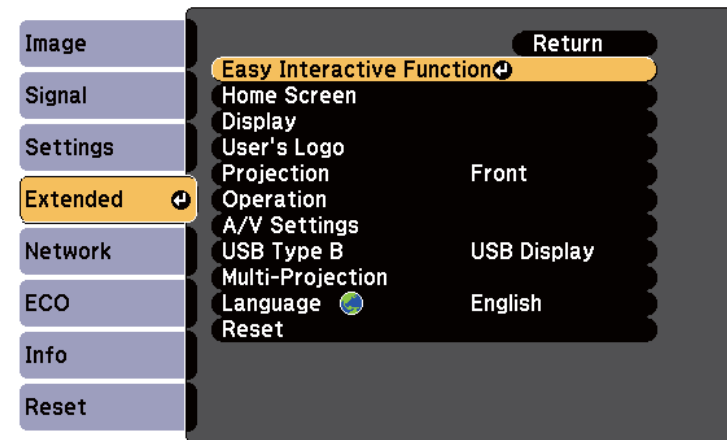 Image
Signal
Settings
Extended
Network
ECO
Info
Reset
Return
Easy Interactive Function
Home Screen
Display
User's Logo
Projection Front
Operation
A/V Settings
USB Type B USB Display
Multi-Projection
Language English
Reset